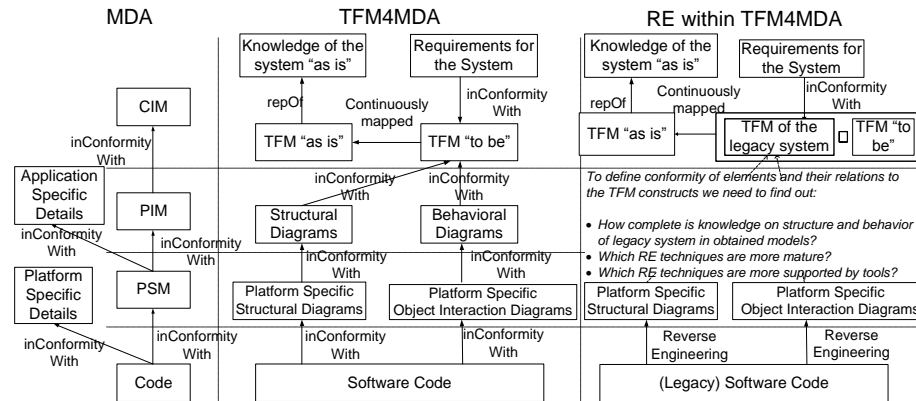 MDA
CIM
inConformity
With
Application
Specific
Details
PIM
inConformity
With
inConformity
With
Platform
Specific
Details
PSM
inConformity
With
inConformity
With
Code
TFM4MDA
Knowledge of the
system “as is”
Requirements for
the System
repOf
Continuously
mapped
inConformity
With
TFM “as is”
TFM “to be”
inConformity
With
inConformity
With
Structural
Diagrams
Behavioral
Diagrams
inConformity
With
inConformity
With
Platform Specific
Structural Diagrams
Platform Specific
Object Interaction Diagrams
inConformity
With
inConformity
With
Software Code
RE within TFM4MDA
Knowledge of the
system “as is”
Requirements for
the System
repOf
Continuously
mapped
inConformity
With
TFM “as is”
TFM of the
legacy system
TFM “to
be”
To define conformity of elements and their relations to
the TFM constructs we need to find out:
• How complete is knowledge on structure and behavior
of legacy system in obtained models?
• Which RE techniques are more mature?
• Which RE techniques are more supported by tools?
Platform Specific
Structural Diagrams
Platform Specific
Object Interaction Diagrams
Reverse
Engineering
Reverse
Engineering
(Legacy) Software Code